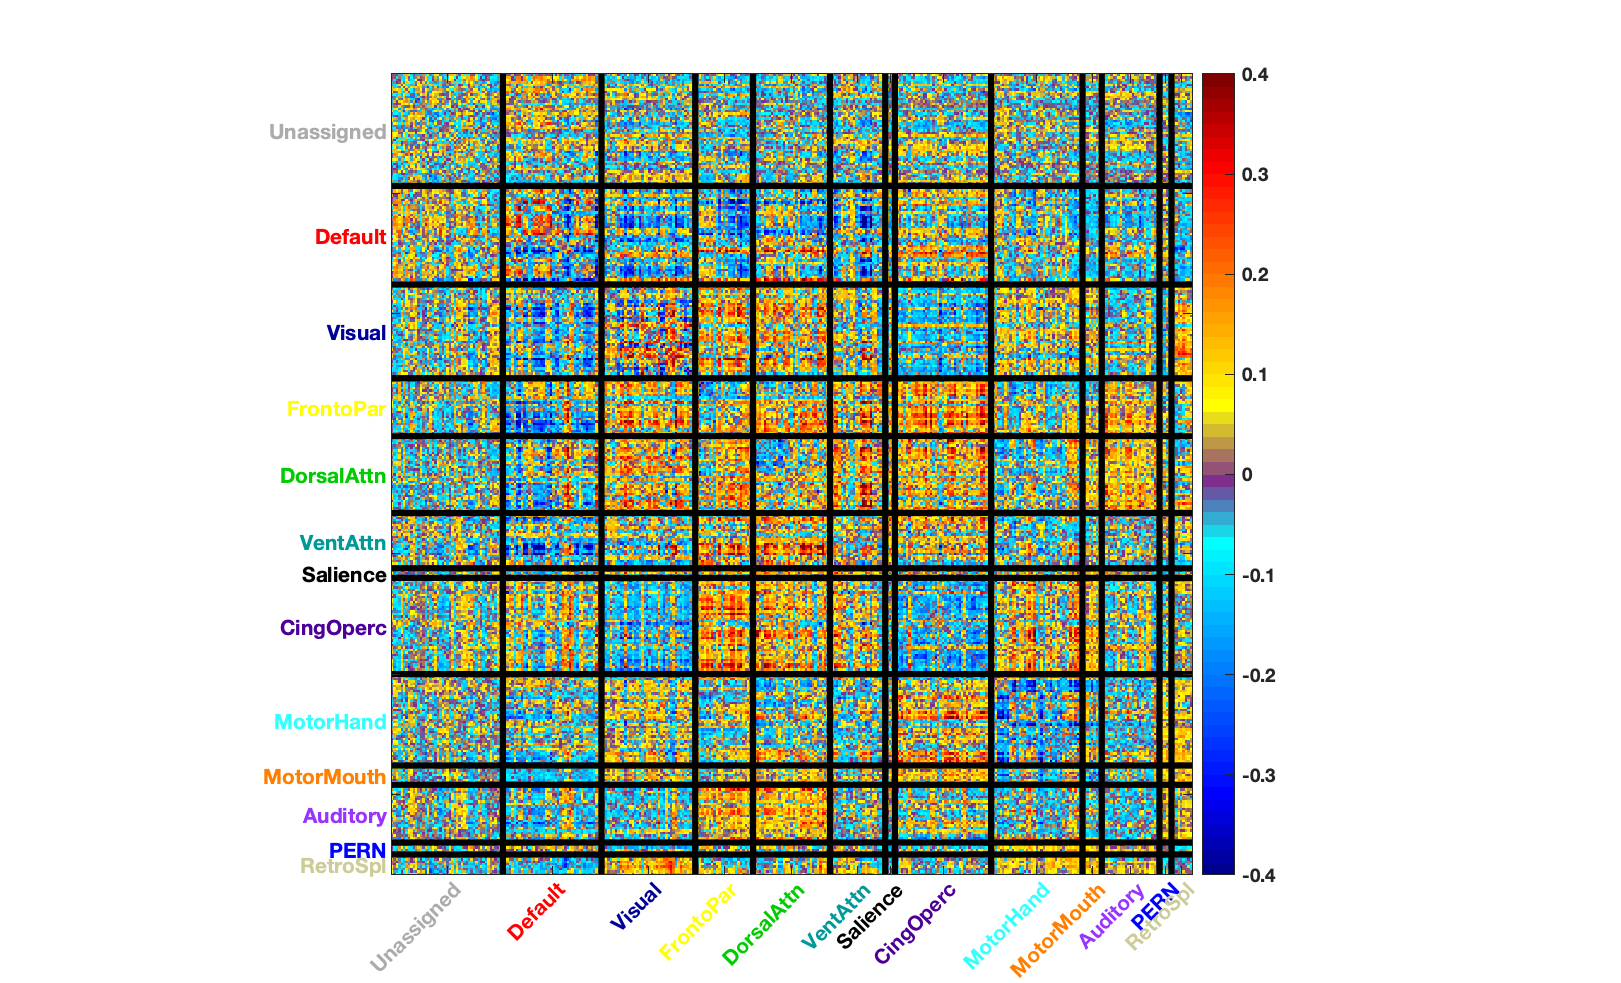 Unassigned
Default
Visual
FrontoPar
DorsalAttn
VentAttn
Salience
CingOperc
MotorHand
MotorMouth
Auditory
PERN
RetroSpl
Unassigned
Default
Visual
FrontoPar
DorsalAttn
VentAttn
Salience
CingOperc
MotorHand
MotorMouth
Auditory
PERN
RetroSpl
0.4
0.3
0.2
0.1
0
-0.1
-0.2
-0.3
-0.4